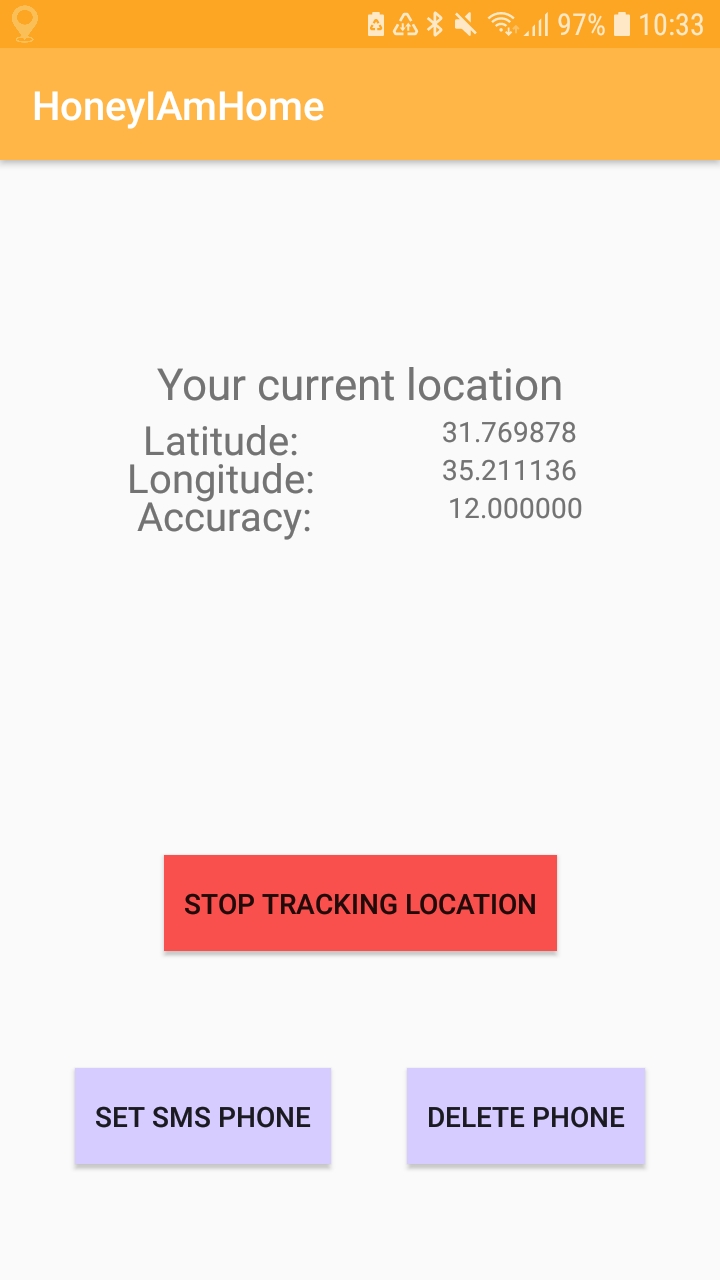 97% 10:33
HoneyIAmHome
Your current location
Latitude: 31.769878
Longitude: 35.211136
Accuracy: 12.000000
STOP TRACKING LOCATION
SET SMS PHONE DELETE PHONE